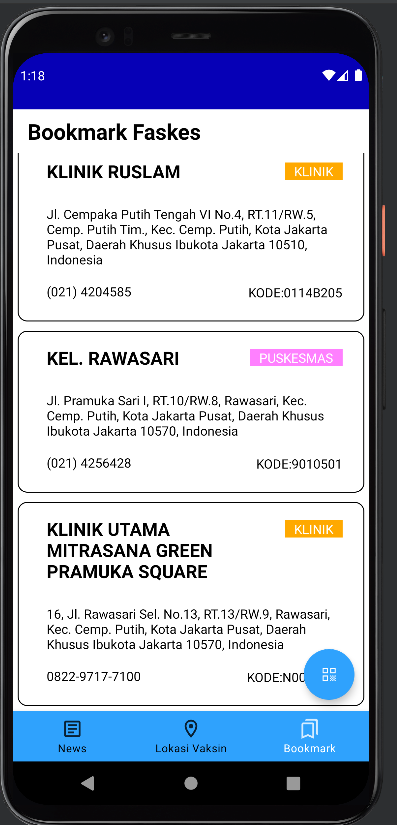 1:18
Bookmark Faskes
KLINIK RUSLAM
KLINIK
Jl. Cempaka Putih Tengah VI No.4, RT.11/RW.5,
Cemp. Putih Tim., Kec. Cemp. Putih, Kota Jakarta
Pusat, Daerah Khusus Ibukota Jakarta 10510,
Indonesia
(021) 4204585
KODE:0114B205
KEL. RAWASARI
PUSKESMAS
Jl. Pramuka Sari I, RT.10/RW.8, Rawasari, Kec.
Cemp. Putih, Kota Jakarta Pusat, Daerah Khusus
Ibukota Jakarta 10570, Indonesia
(021) 4256428
KODE:9010501
KLINIK UTAMA
MITRASANA GREEN
PRAMUKA SQUARE
KLINIK
16, Jl. Rawasari Sel. No.13, RT.13/RW.9, Rawasari,
Kec. Cemp. Putih, Kota Jakarta Pusat, Daerah
Khusus Ibukota Jakarta 10570, Indonesia
0822-9717-7100
News
Lokasi Vaksin
Bookmark